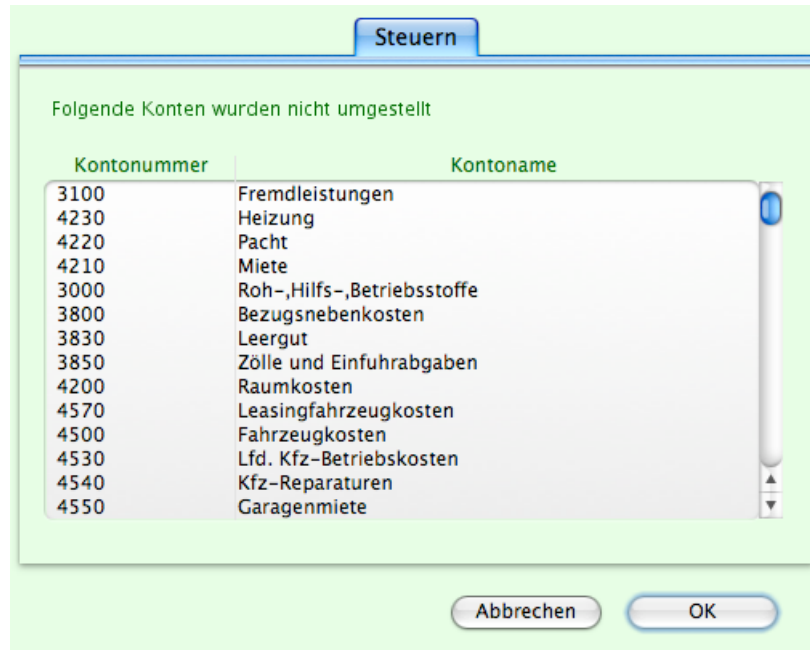 Steuern
Folgende Konten wurden nicht umgestellt
Kontonummer Kontoname
3100 Fremdleistungen
4230 Heizung
4220 Pacht
4210 Miete
3000 Roh-,Hilfs-,Betriebsstoffe
3800 Bezugsnebenkosten
3830 Leergut
3850 Zölle und Einfuhrabgaben
4200 Raumkosten
4570 Leasingfahrzeugkosten
4500 Fahrzeugkosten
4530 Lfd. Kfz-Betriebskosten
4540 Kfz-Reparaturen
4550 Garagenmiete
Abbrechen OK